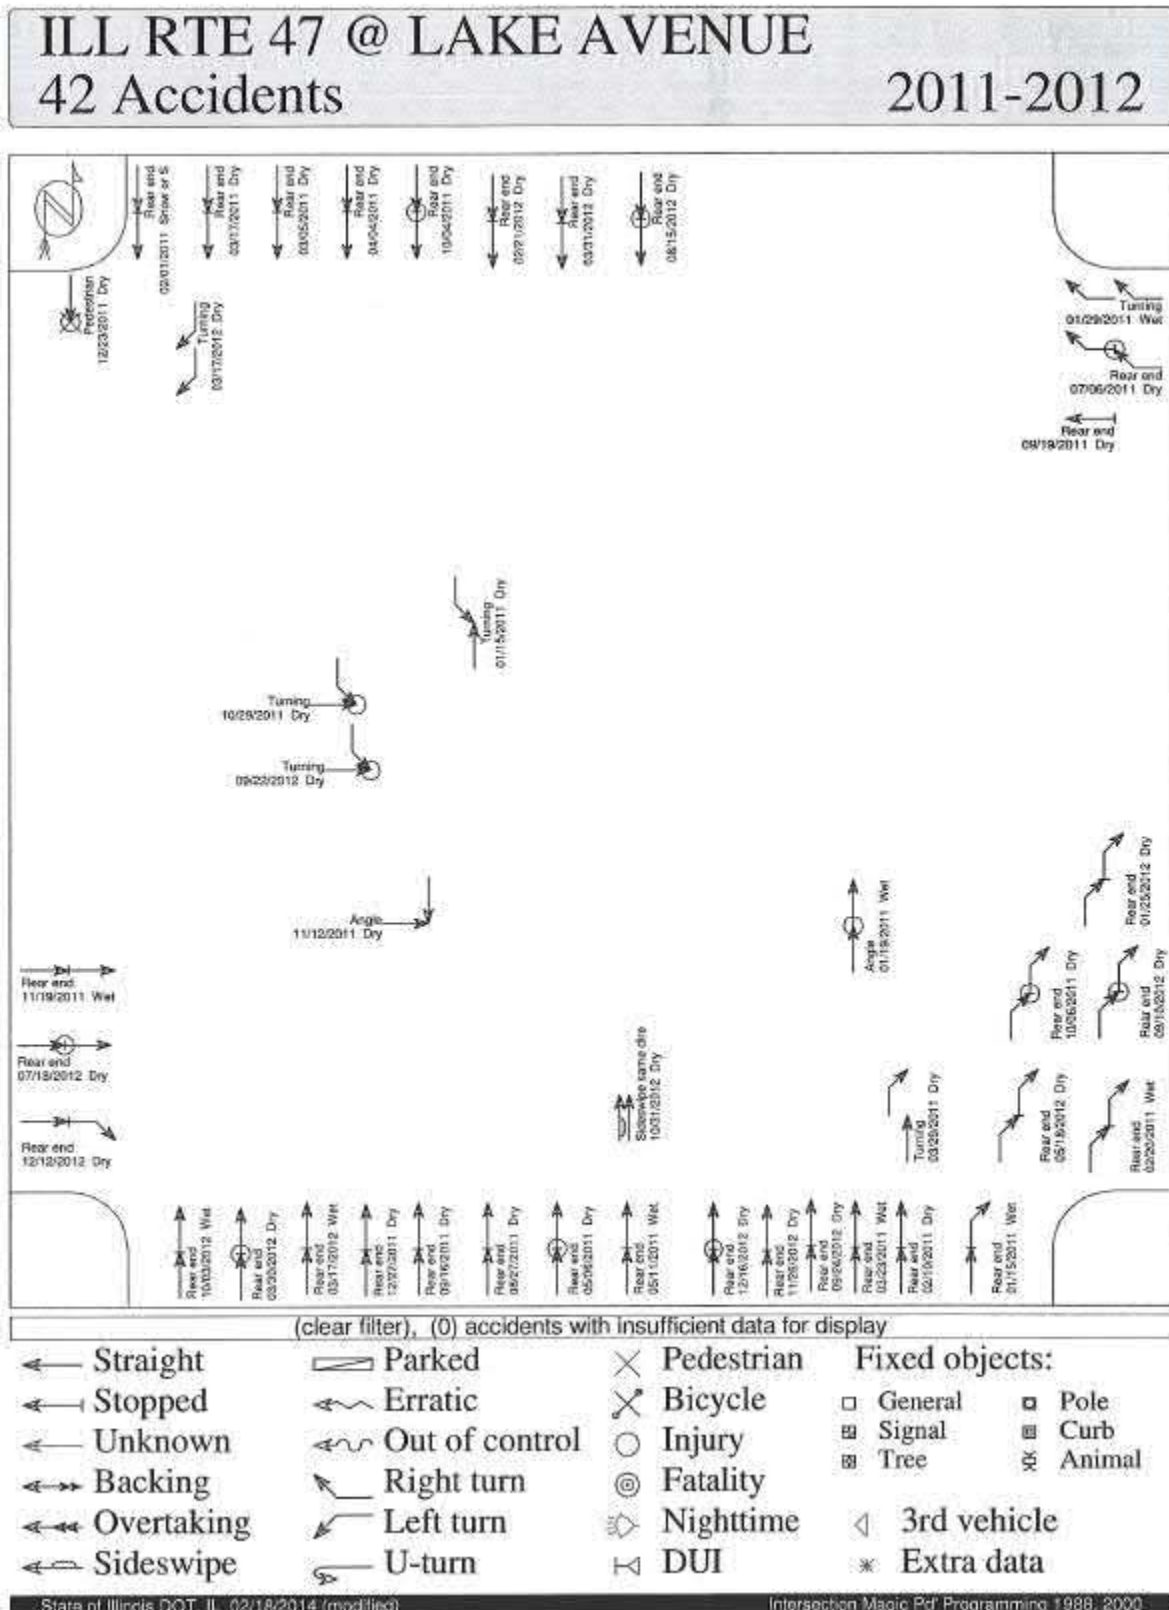 ILL RTE 47 @ LAKE AVENUE
42 Accidents
2011-2012
Rear end
02/01/2011 Snow or S
Rear end
03/17/2011 Dry
Rear end
03/05/2011 Dry
Rear end
04/04/2011 Dry
Rear end
10/04/2011 Dry
Rear end
02/21/2012 Dry
Rear end
03/31/2012 Dry
Rear end
08/15/2012 Dry
Pedestrian
12/23/2011 Dry
Turning
03/17/2012 Dry
Turning
01/29/2011 Wet
Rear end
07/06/2011 Dry
Rear end
09/19/2011 Dry
Turning
01/15/2011 Dry
Turning
10/29/2011 Dry
Turning
09/22/2012 Dry
Angle
11/12/2011 Dry
Angle
01/19/2011 Wet
Rear end
01/25/2012 Dry
Rear end
11/19/2011 Wet
Rear end
10/06/2011 Dry
Rear end
09/10/2012 Dry
Rear end
07/18/2012 Dry
Sideswipe same dire
10/31/2012 Dry
Turning
03/29/2011 Dry
Rear end
05/18/2012 Dry
Rear end
02/20/2011 Wet
Rear end
12/12/2012 Dry
Rear end
10/03/2012 Wet
Rear end
03/30/2012 Dry
Rear end
03/17/2012 Wet
Rear end
12/27/2011 Dry
Rear end
09/16/2011 Dry
Rear end
08/27/2011 Dry
Rear end
05/06/2011 Dry
Rear end
05/11/2011 Wet
Rear end
12/16/2012 Dry
Rear end
11/28/2012 Dry
Rear end
09/24/2012 Dry
Rear end
03/23/2011 Wet
Rear end
02/10/2011 Dry
Rear end
01/15/2011 Wet
(clear filter), (0) accidents with insufficient data for display
Straight
Stopped
Unknown
Backing
Overtaking
Sideswipe
Parked
Erratic
Out of control
Right turn
Left turn
U-turn
Pedestrian
Bicycle
Injury
Fatality
Nighttime
DUI
Fixed objects:
General
Signal
Tree
Pole
Curb
Animal
3rd vehicle
Extra data
State of Illinois DOT, IL 02/18/2014 (modified)
Intersection Magic Pd' Programming 1988, 2000